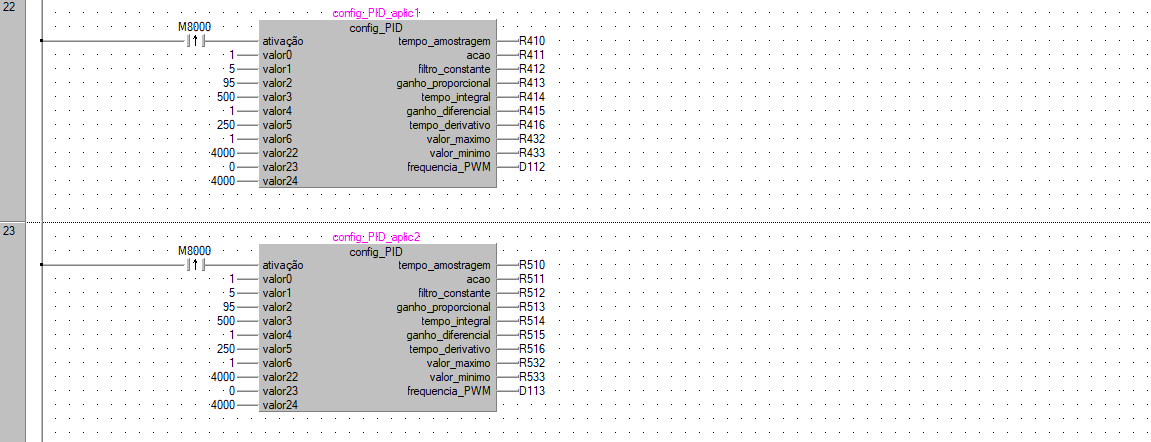 22
config_PID_aplic1
M8000
config_PID
ativação tempo_amostragem R410
1 valor0 acao R411
5 valor1 filtro_constante R412
95 valor2 ganho_proporcional R413
500 valor3 tempo_integral R414
1 valor4 ganho_diferencial R415
250 valor5 tempo_derivativo R416
1 valor6 valor_maximo R432
4000 valor22 valor_minimo R433
0 valor23 frequencia_PWM D112
4000 valor24
23
config_PID_aplic2
M8000
config_PID
ativação tempo_amostragem R510
1 valor0 acao R511
5 valor1 filtro_constante R512
95 valor2 ganho_proporcional R513
500 valor3 tempo_integral R514
1 valor4 ganho_diferencial R515
250 valor5 tempo_derivativo R516
1 valor6 valor_maximo R532
4000 valor22 valor_minimo R533
0 valor23 frequencia_PWM D113
4000 valor24